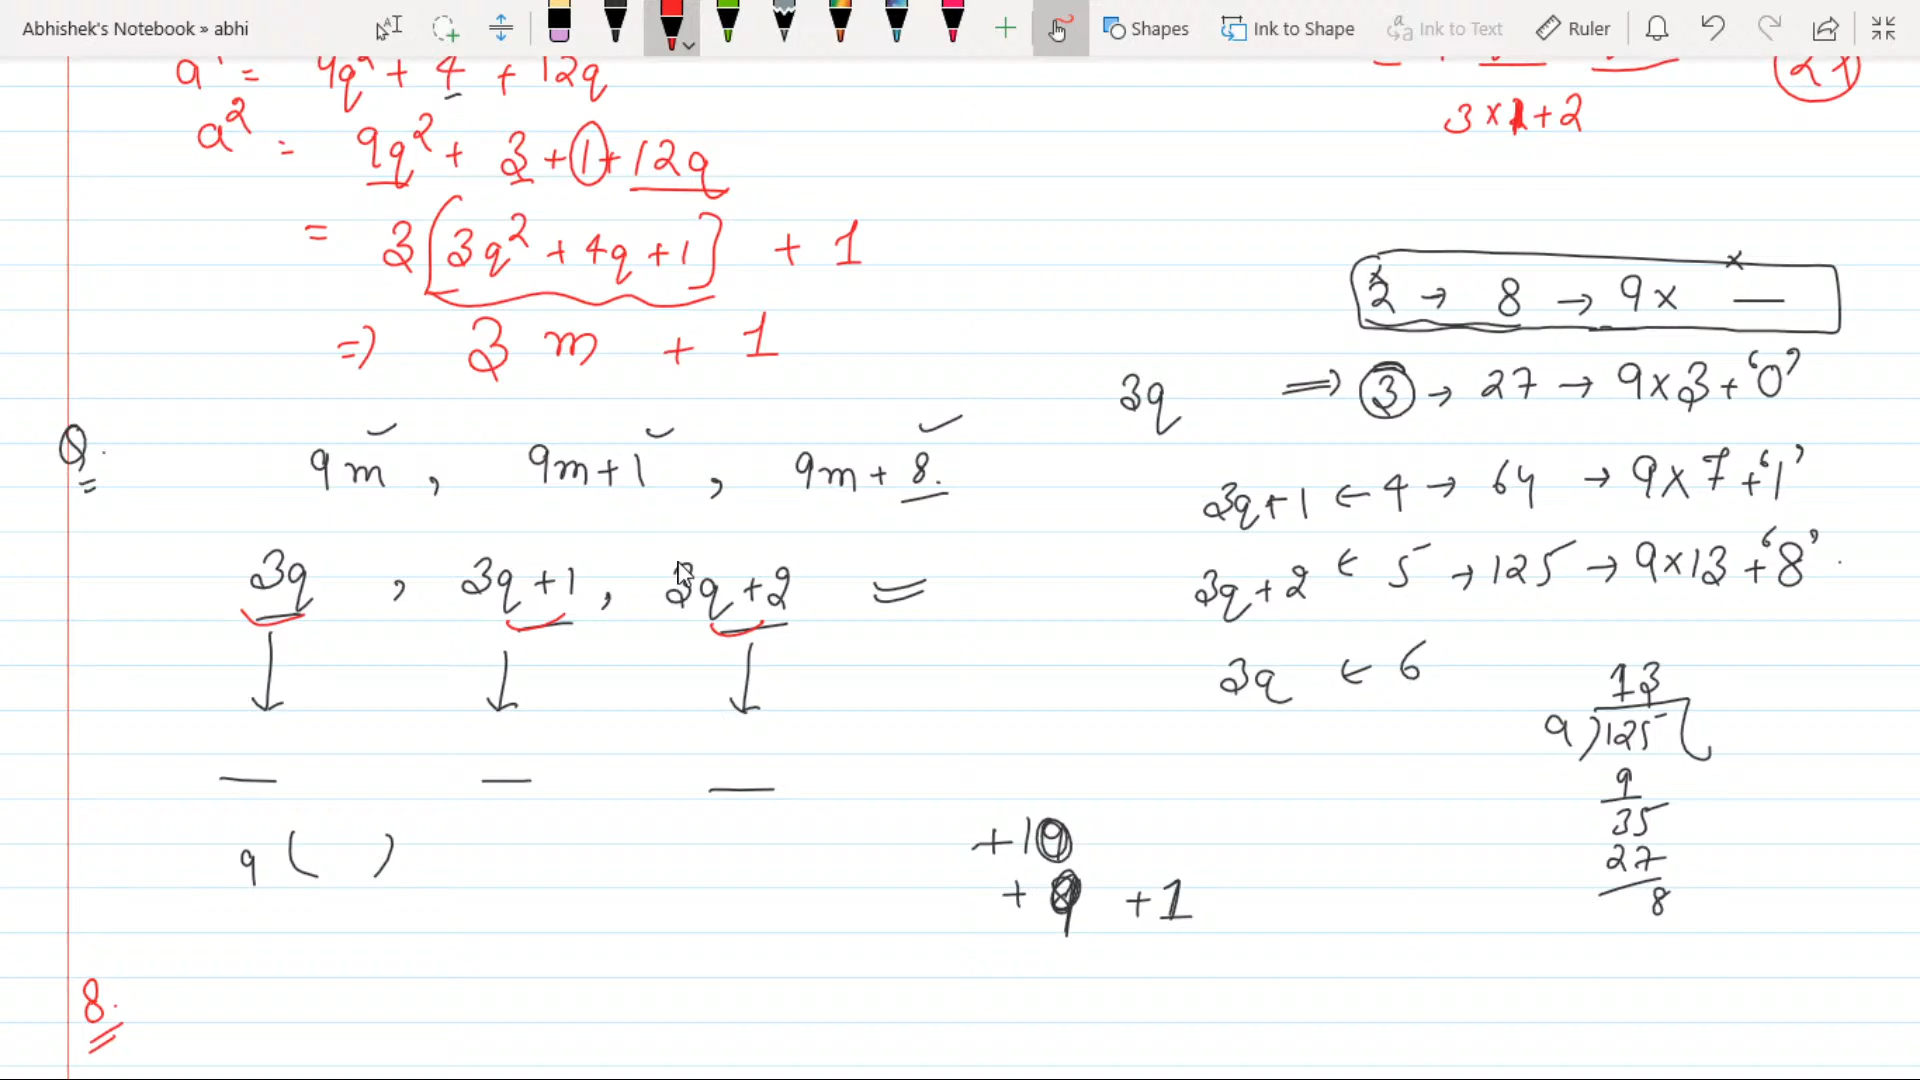 Abhishek's Notebook » abhi
Shapes
Ink to Shape
Ink to Text
Ruler
= 4q² + 4 + 12q
3 x 1 + 2
a² = 9q² + 3 + 1 + 12q
= 3[3q² + 4q + 1] + 1
=> 3 m + 1
2 → 8 → 9 x —
3q => 3 → 27 → 9 x 3 + '0'
Q. 9m, 9m+1, 9m+8.
3q+1 ← 4 → 64 → 9 x 7 + '1'
3q, 3q+1, 3q+2 =
3q+2 ← 5 → 125 → 9 x 13 + '8'.
3q ← 6
13
9)125(
9
35
27
8
9 ( )
+10
+ 9 + 1
8.